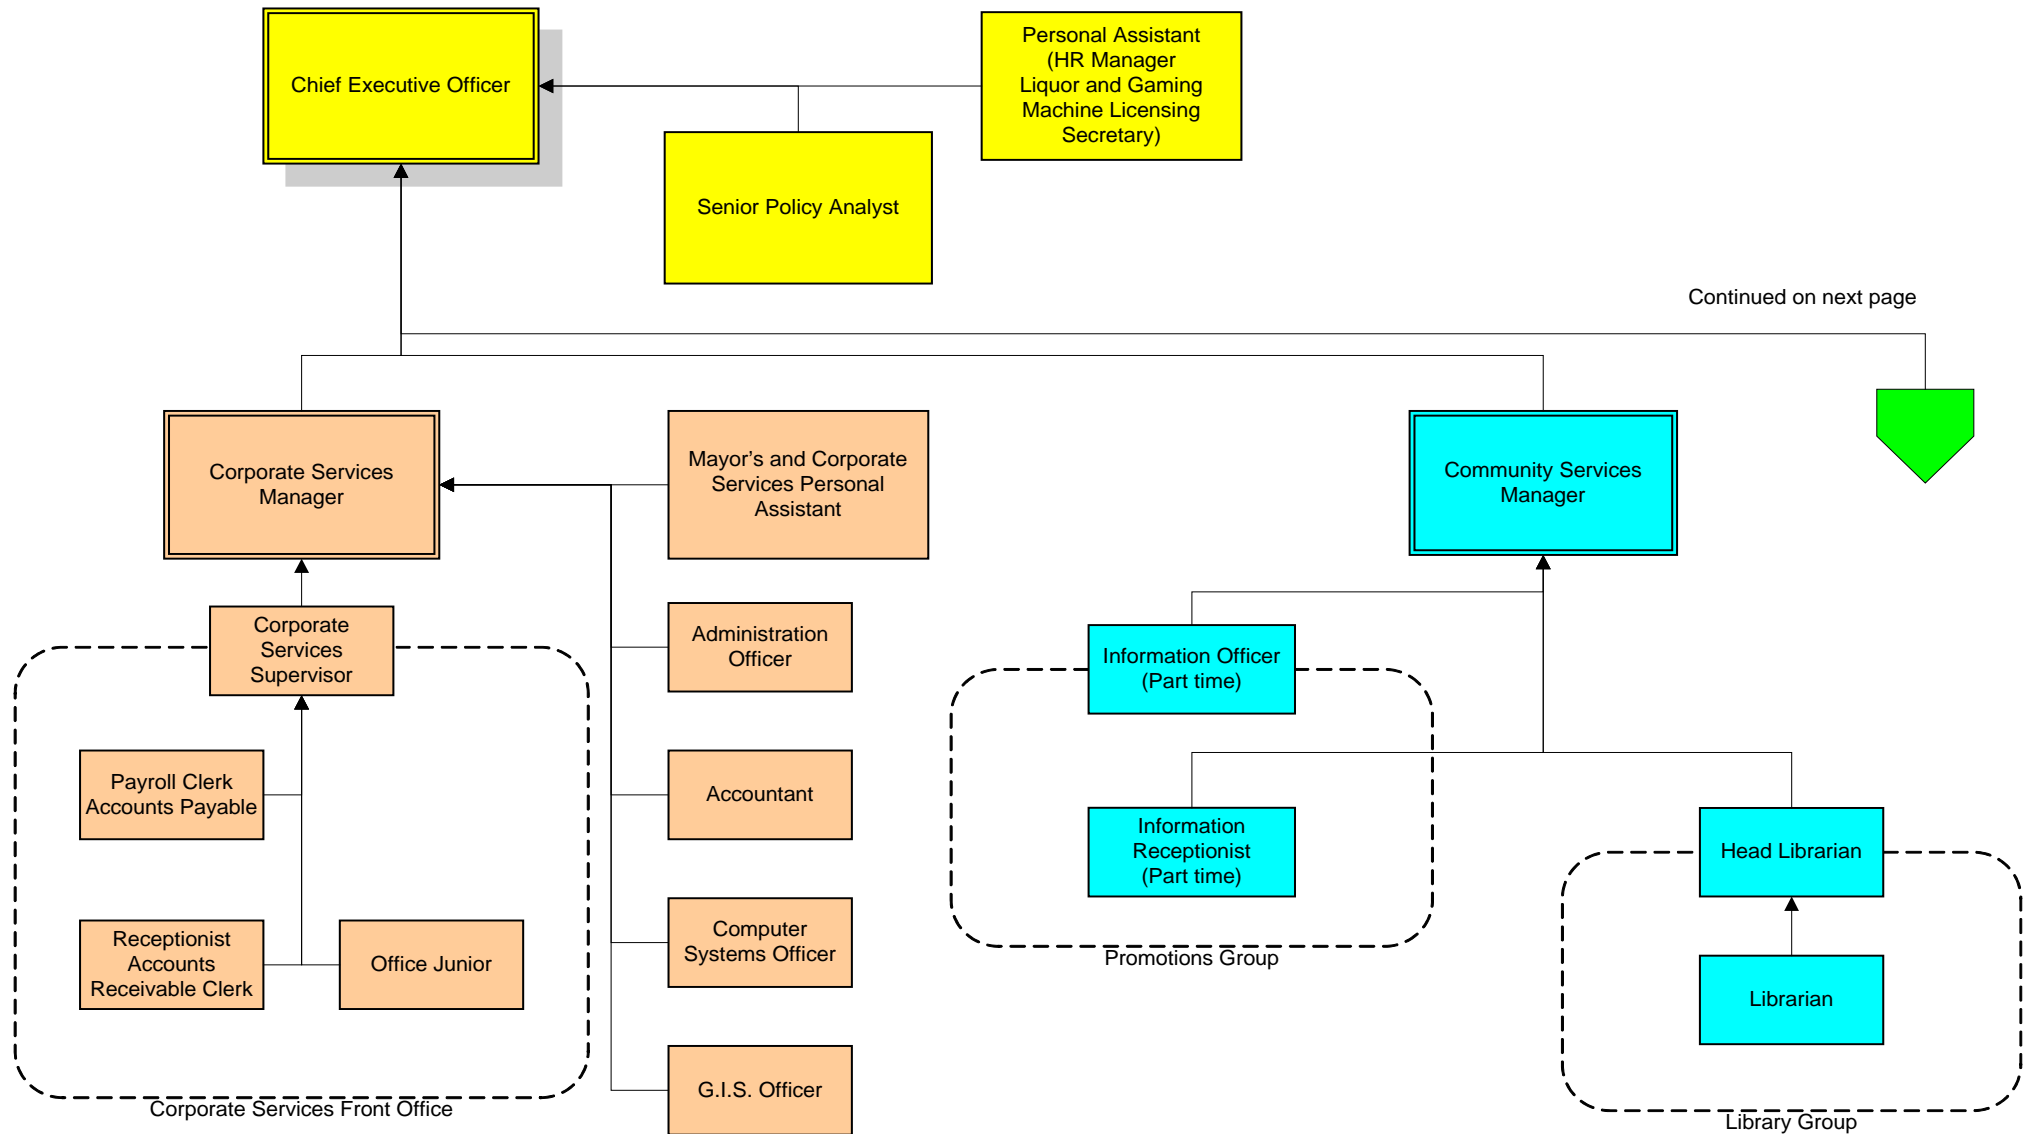 Chief Executive Officer
Personal Assistant
(HR Manager
Liquor and Gaming
Machine Licensing
Secretary)
Senior Policy Analyst
Continued on next page
Corporate Services
Manager
Mayor’s and Corporate
Services Personal
Assistant
Community Services
Manager
Corporate
Services
Supervisor
Administration
Officer
Information Officer
(Part time)
Payroll Clerk
Accounts Payable
Accountant
Information
Receptionist
(Part time)
Head Librarian
Receptionist
Accounts
Receivable Clerk
Office Junior
Computer
Systems Officer
Promotions Group
Librarian
G.I.S. Officer
Corporate Services Front Office
Library Group